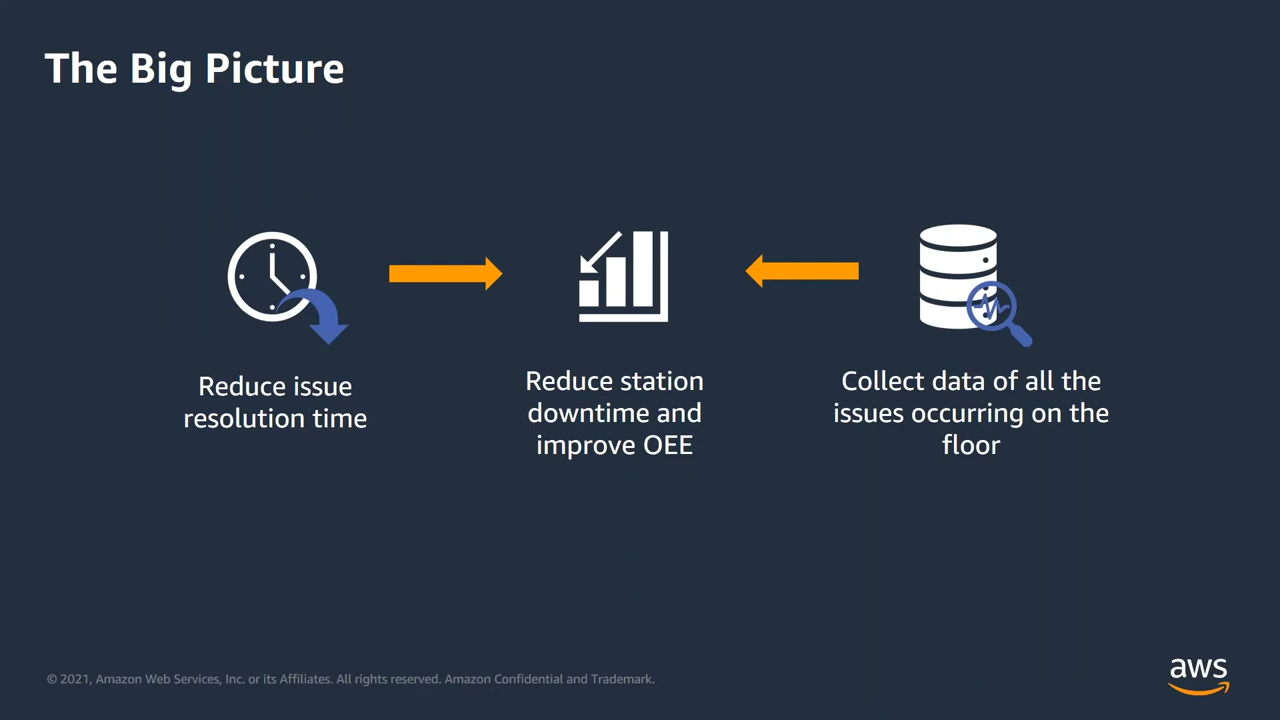 The Big Picture
Reduce issue
resolution time
Reduce station
downtime and
improve OEE
Collect data of all the
issues occurring on the
floor
© 2021, Amazon Web Services, Inc. or its Affiliates. All rights reserved. Amazon Confidential and Trademark.
aws